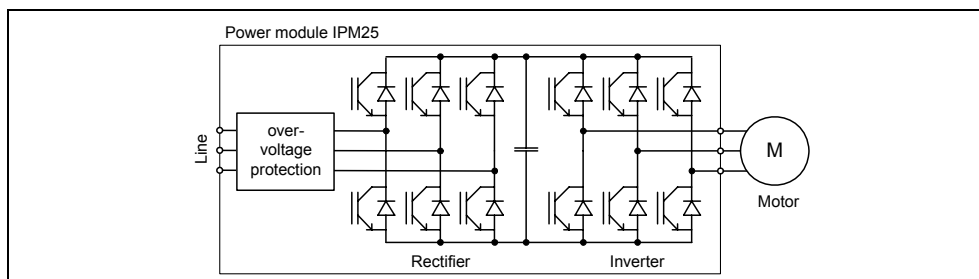 Power module IPM25
Line
over-
voltage
protection
M
Motor
Rectifier
Inverter